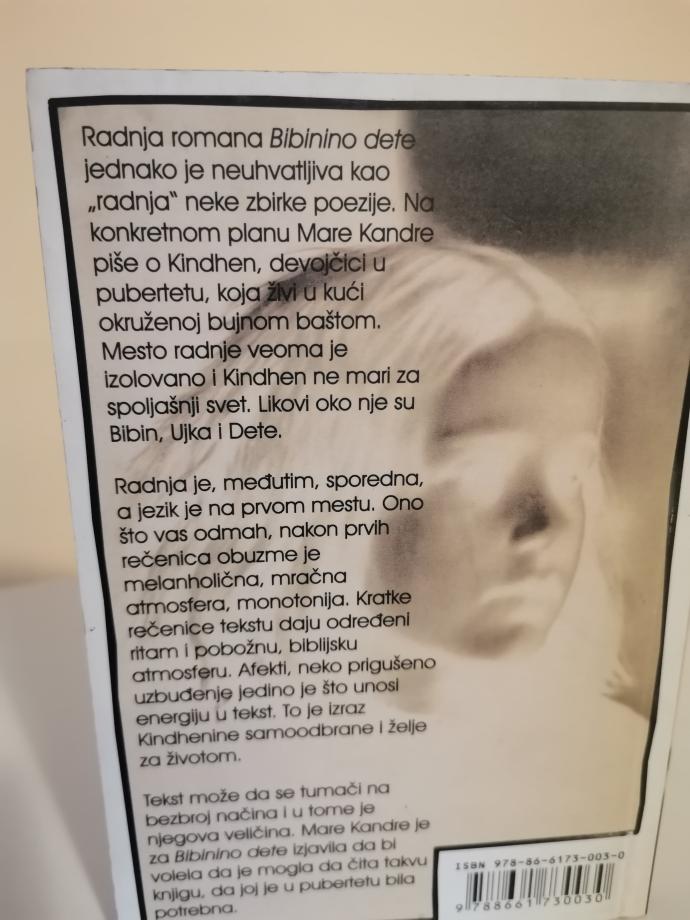 Radnja romana Bibinino dete
jednako je neuhvatljiva kao
„radnja“ neke zbirke poezije. Na
konkretnom planu Mare Kandre
piše o Kindhen, devojčici u
pubertetu, koja živi u kući
okruženoj bujnom baštom.
Mesto radnje veoma je
izolovano i Kindhen ne mari za
spoljašnji svet. Likovi oko nje su
Bibin, Ujka i Dete.
Radnja je, međutim, sporedna,
a jezik je na prvom mestu. Ono
što vas odmah, nakon prvih
rečenica obuzme je
melanholična, mračna
atmosfera, monotonija. Kratke
rečenice tekstu daju određeni
ritam i pobožnu, biblijsku
atmosferu. Afekti, neko prigušeno
uzbuđenje jedino je što unosi
energiju u tekst. To je izraz
Kindhenine samoodbrane i želje
za životom.
Tekst može da se tumači na
bezbroj načina i u tome je
njegova veličina. Mare Kandre je
za Bibinino dete izjavila da bi
volela da je mogla da čita takvu
knjigu, da joj je u pubertetu bila
potrebna.
ISBN 978-86-6173-003-0
9 788661 730030